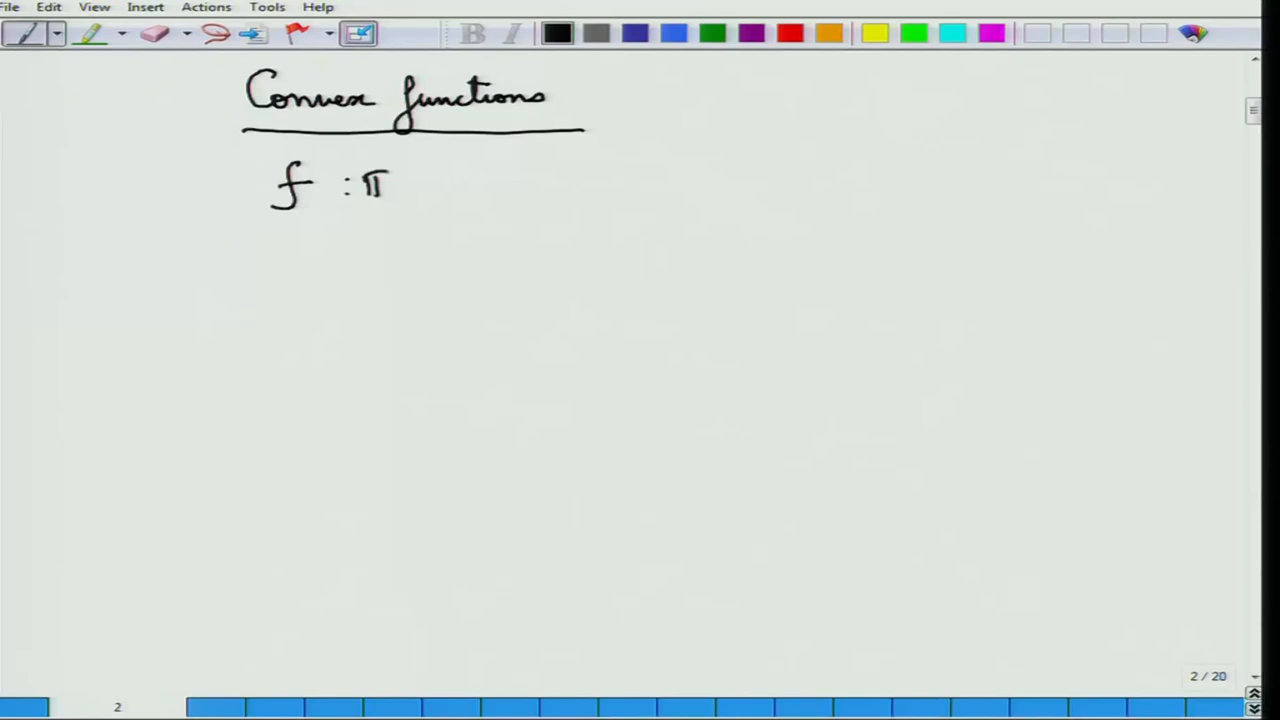 File Edit View Insert Actions Tools Help
B I
Convex functions
f : π
2 / 20
2